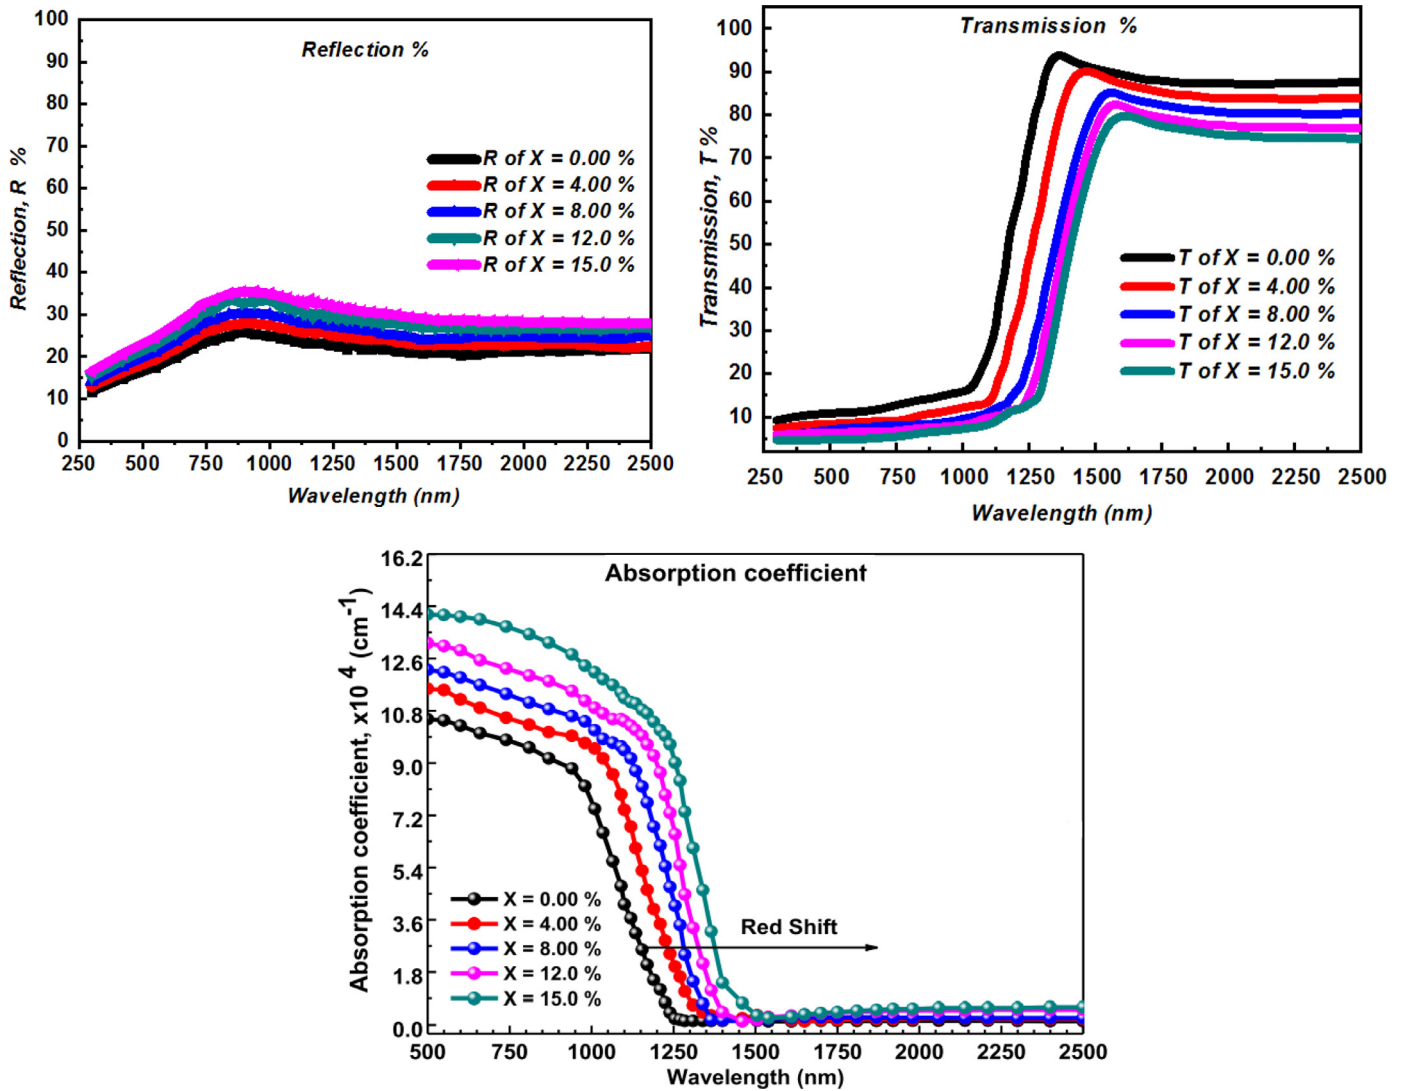 Reflection %
100
90
80
70
60
50
40
30
20
10
0
Reflection, R %
R of X = 0.00 %
R of X = 4.00 %
R of X = 8.00 %
R of X = 12.0 %
R of X = 15.0 %
250 500 750 1000 1250 1500 1750 2000 2250 2500
Wavelength (nm)
Transmission %
100
90
80
70
60
50
40
30
20
10
Transmission, T %
T of X = 0.00 %
T of X = 4.00 %
T of X = 8.00 %
T of X = 12.0 %
T of X = 15.0 %
250 500 750 1000 1250 1500 1750 2000 2250 2500
Wavelength (nm)
Absorption coefficient
16.2
14.4
12.6
10.8
9.0
7.2
5.4
3.6
1.8
0.0
Absorption coefficient, x10 4 (cm-1)
X = 0.00 %
X = 4.00 %
X = 8.00 %
X = 12.0 %
X = 15.0 %
Red Shift
500 750 1000 1250 1500 1750 2000 2250 2500
Wavelength (nm)